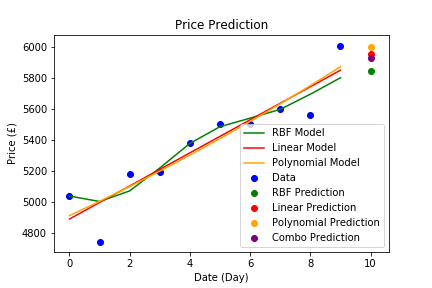 Price Prediction
Price (£)
6000
5800
5600
5400
5200
5000
4800
0
2
4
6
8
10
Date (Day)
RBF Model
Linear Model
Polynomial Model
Data
RBF Prediction
Linear Prediction
Polynomial Prediction
Combo Prediction